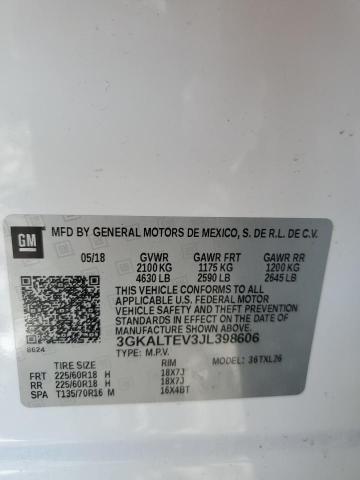 GM
MFD BY GENERAL MOTORS DE MEXICO, S. DE R.L. DE C.V.
05/18 GVWR GAWR FRT GAWR RR
2100 KG 1175 KG 1200 KG
4630 LB 2590 LB 2645 LB
THIS VEHICLE CONFORMS TO ALL APPLICABLE
U.S. FEDERAL MOTOR VEHICLE
SAFETY AND THEFT PREVENTION
STANDARDS IN EFFECT ON THE DATE
OF MANUFACTURE SHOWN ABOVE.
3GKALTEV3JL398606
8624
TYPE: M.P.V. MODEL: 36TXL26
TIRE SIZE RIM
FRT 225/60R18 H 18X7J
RR 225/60R18 H 18X7J
SPA T135/70R16 M 16X4BT